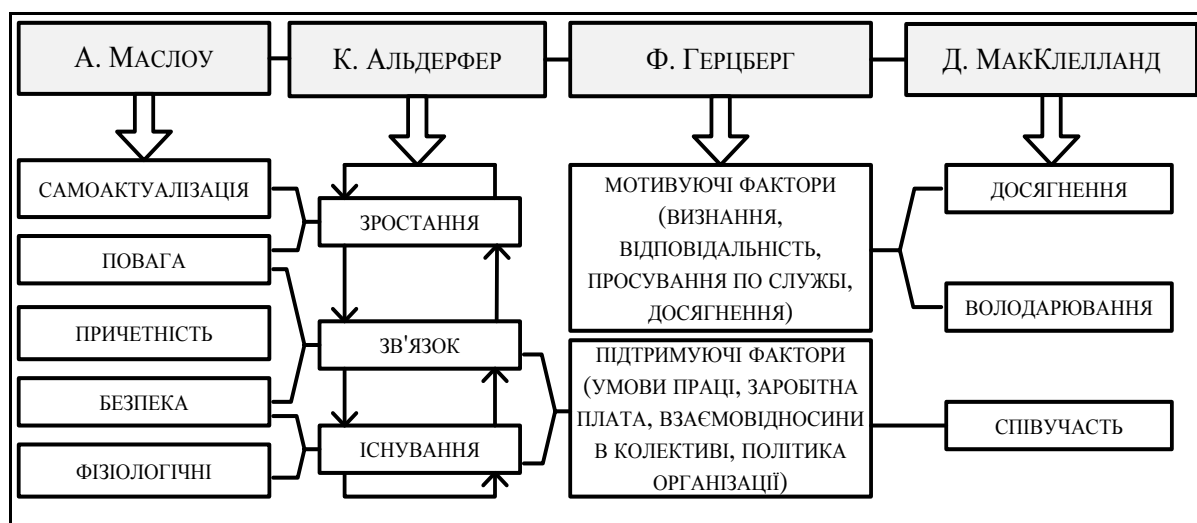 А. МАСЛОУ
К. АЛЬДЕРФЕР
Ф. ГЕРЦБЕРГ
Д. МАККЛЕЛЛАНД
САМОАКТУАЛІЗАЦІЯ
ПОВАГА
ПРИЧЕТНІСТЬ
БЕЗПЕКА
ФІЗІОЛОГІЧНІ
ЗРОСТАННЯ
ЗВ'ЯЗОК
ІСНУВАННЯ
МОТИВУЮЧІ ФАКТОРИ
(ВИЗНАННЯ,
ВІДПОВІДАЛЬНІСТЬ,
ПРОСУВАННЯ ПО СЛУЖБІ,
ДОСЯГНЕННЯ)
ПІДТРИМУЮЧІ ФАКТОРИ
(УМОВИ ПРАЦІ, ЗАРОБІТНА
ПЛАТА, ВЗАЄМОВІДНОСИНИ
В КОЛЕКТИВІ, ПОЛІТИКА
ОРГАНІЗАЦІЇ)
ДОСЯГНЕННЯ
ВОЛОДАРЮВАННЯ
СПІВУЧАСТЬ